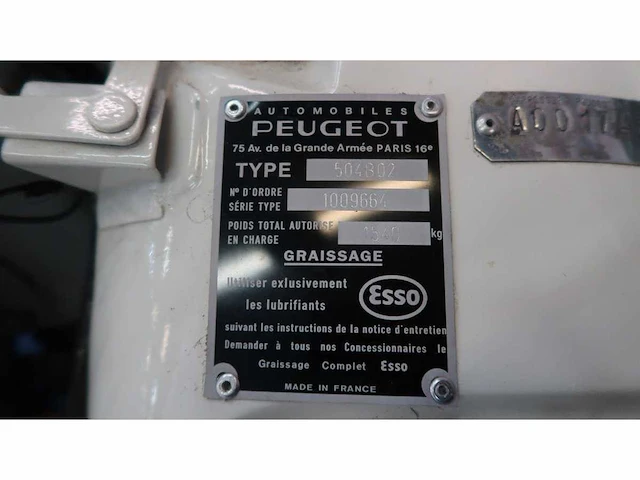 AUTOMOBILES
PEUGEOT
75 Av. de la Grande Armée PARIS 16e
TYPE 504B02
N° D'ORDRE
SÉRIE TYPE 1009664
POIDS TOTAL AUTORISÉ
EN CHARGE kg
GRAISSAGE
Utiliser exlusivement
les lubrifiants
Esso
suivant les instructions de la notice d'entretien
Demander à tous nos Concessionnaires le
Graissage Complet Esso
MADE IN FRANCE